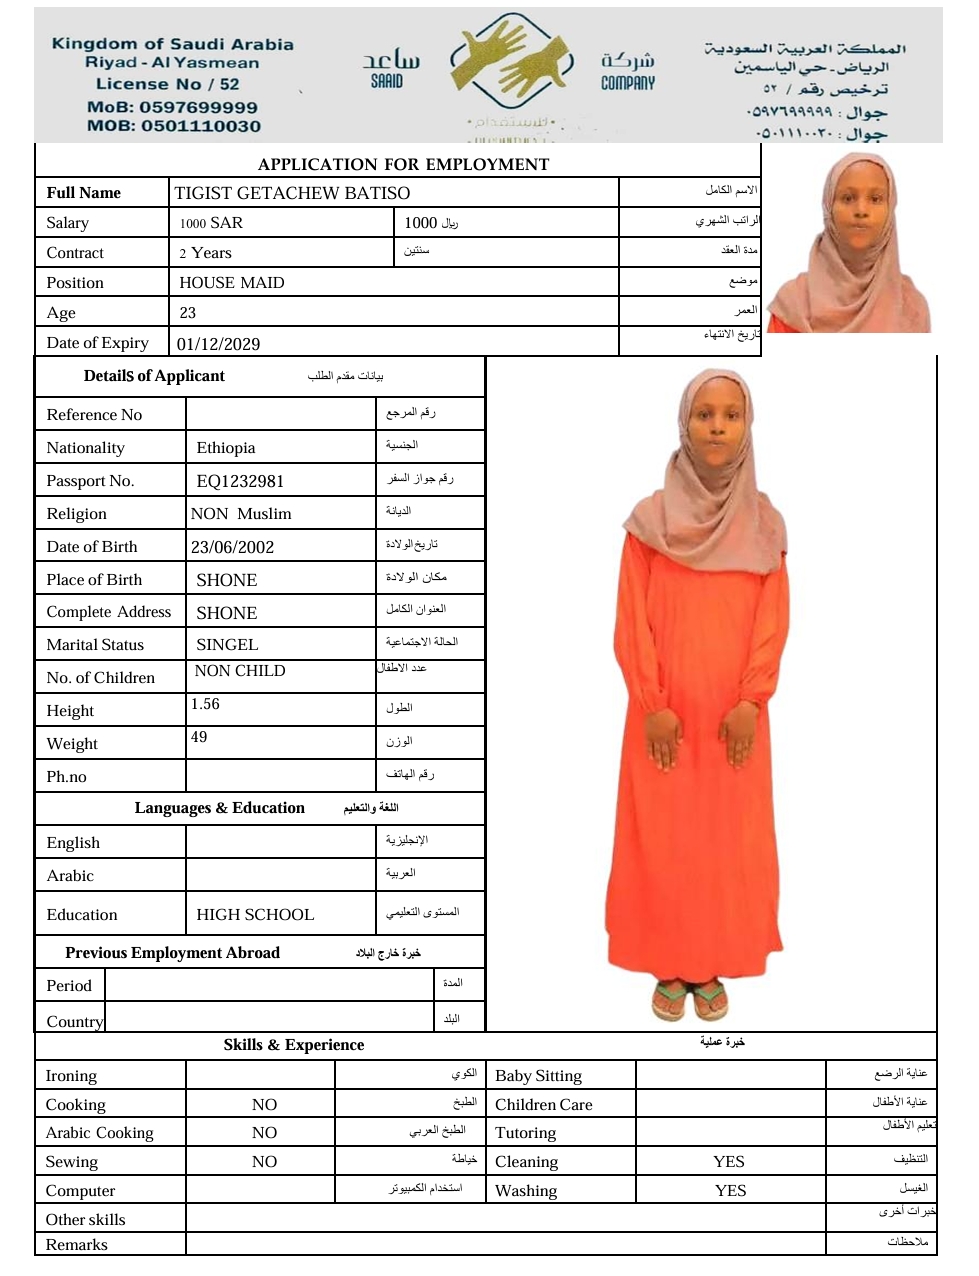 Kingdom of Saudi Arabia
Riyad - Al Yasmean
License No / 52
MoB: 0597699999
MOB: 0501110030
ساعد
SAAID
شركة
COMPANY
للاستقدام
المملكة العربية السعودية
الرياض - حي الياسمين
ترخيص رقم / ٥٢
جوال : ٠٥٩٧٦٩٩٩٩٩
جوال : ٠٥٠١١١٠٠٣٠
APPLICATION FOR EMPLOYMENT
Full Name TIGIST GETACHEW BATISO الاسم الكامل
Salary 1000 SAR 1000 ريال الراتب الشهري
Contract 2 Years سنتين مدة العقد
Position HOUSE MAID موضع
Age 23 العمر
Date of Expiry 01/12/2029 تاريخ الانتهاء
Details of Applicant بيانات مقدم الطلب
Reference No رقم المرجع
Nationality Ethiopia الجنسية
Passport No. EQ1232981 رقم جواز السفر
Religion NON Muslim الديانة
Date of Birth 23/06/2002 تاريخ الولادة
Place of Birth SHONE مكان الولادة
Complete Address SHONE العنوان الكامل
Marital Status SINGEL الحالة الاجتماعية
No. of Children NON CHILD عدد الاطفال
Height 1.56 الطول
Weight 49 الوزن
Ph.no رقم الهاتف
Languages & Education اللغة والتعليم
English الإنجليزية
Arabic العربية
Education HIGH SCHOOL المستوى التعليمي
Previous Employment Abroad خبرة خارج البلاد
Period المدة
Country البلد
Skills & Experience خبرة عملية
Ironing الكوي Baby Sitting عناية الرضع
Cooking NO الطبخ Children Care عناية الأطفال
Arabic Cooking NO الطبخ العربي Tutoring تعليم الأطفال
Sewing NO خياطة Cleaning YES التنظيف
Computer استخدام الكمبيوتر Washing YES الغيسل
Other skills خبرات أخرى
Remarks ملاحظات